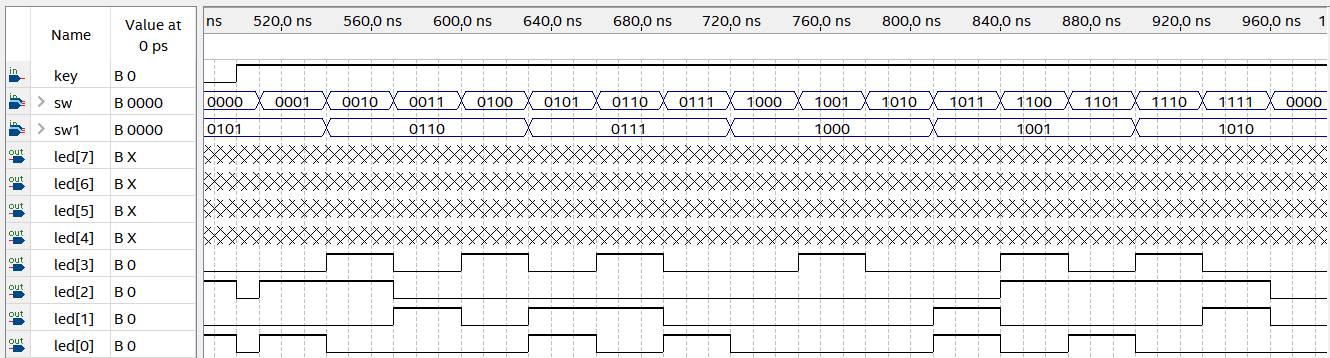 Name Value at 0 ps ns 520.0 ns 560.0 ns 600.0 ns 640.0 ns 680.0 ns 720.0 ns 760.0 ns 800.0 ns 840.0 ns 880.0 ns 920.0 ns 960.0 ns 1
in key B 0
in sw B 0000 0000 0001 0010 0011 0100 0101 0110 0111 1000 1001 1010 1011 1100 1101 1110 1111 0000
in sw1 B 0000 0101 0110 0111 1000 1001 1010
out led[7] B X
out led[6] B X
out led[5] B X
out led[4] B X
out led[3] B 0
out led[2] B 0
out led[1] B 0
out led[0] B 0